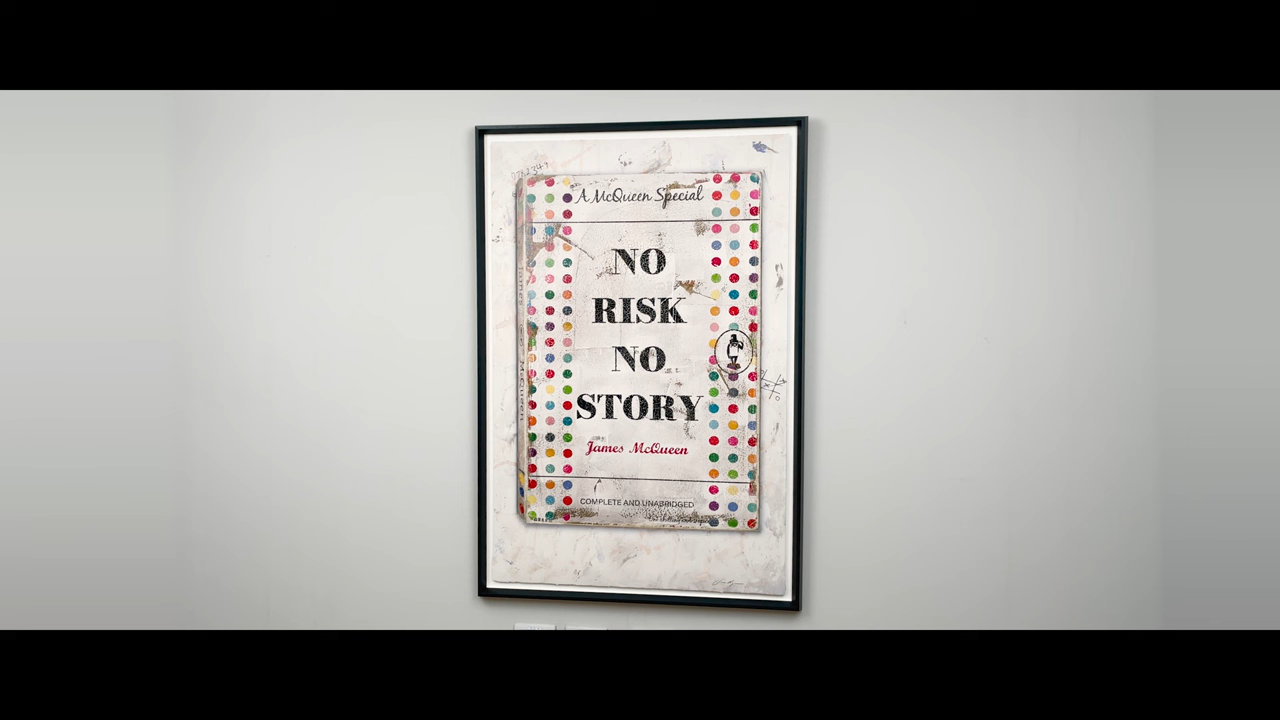 A McQueen Special
NO
RISK
NO
STORY
James McQueen
COMPLETE AND UNABRIDGED